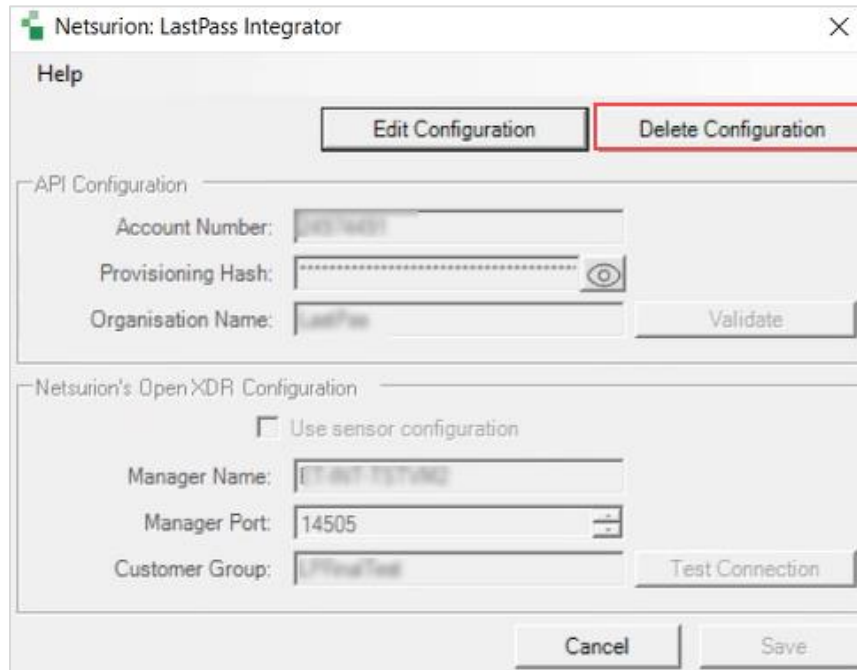 Netsurion: LastPass Integrator
Help
Edit Configuration Delete Configuration
API Configuration
Account Number:
Provisioning Hash: ************************************
Organisation Name: Validate
Netsurion's Open XDR Configuration
Use sensor configuration
Manager Name:
Manager Port: 14505
Customer Group: Test Connection
Cancel Save